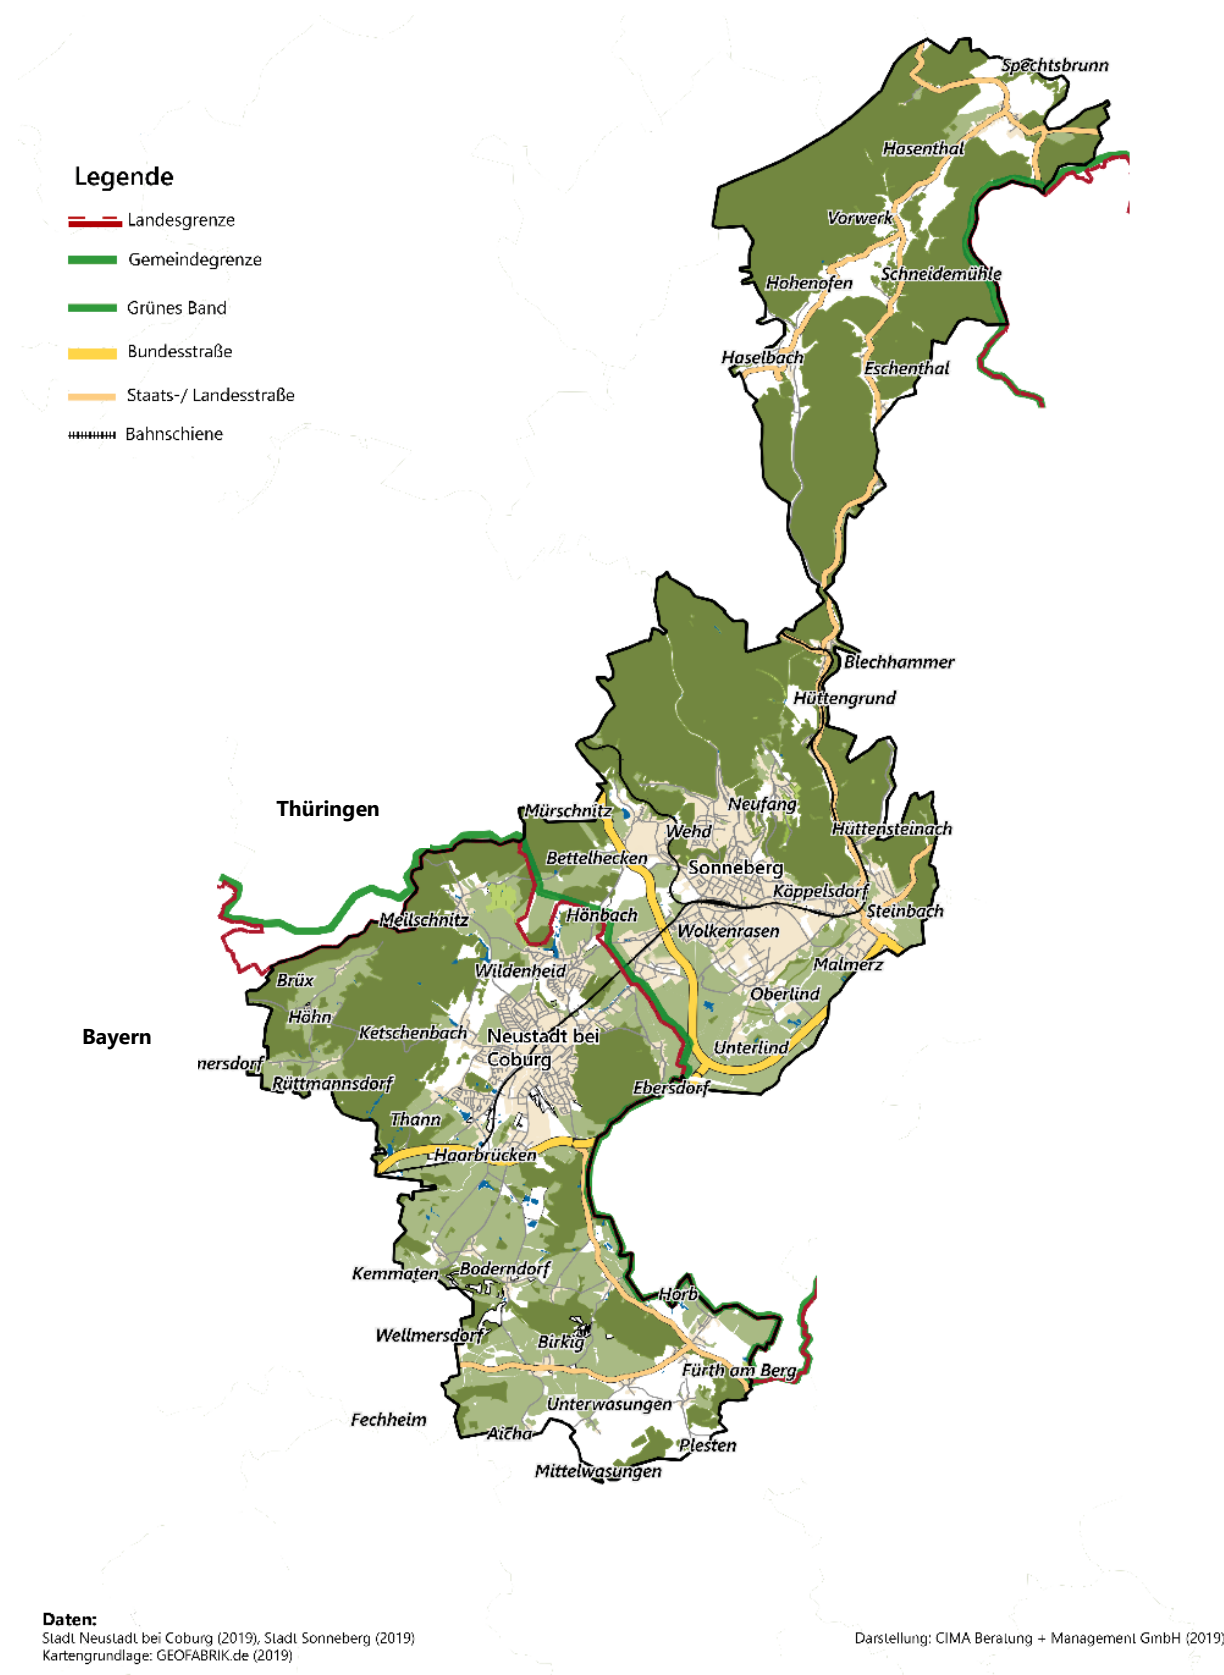 Legende
Landesgrenze
Gemeindegrenze
Grünes Band
Bundesstraße
Staats-/ Landesstraße
Bahnschiene
Spechtsbrunn
Hasenthal
Vorwerk
Schneidemühle
Hohenofen
Haselbach
Eschenthal
Blechhammer
Hüttengrund
Thüringen
Mürschnitz
Neufang
Wehd
Hüttensteinach
Bettelhecken
Sonneberg
Köppelsdorf
Meilschnitz
Hönbach
Steinbach
Wolkenrasen
Wildenheid
Malmerz
Brüx
Oberlind
Höhn
Ketschenbach
Neustadt bei
Coburg
Bayern
Unterlind
nersdorf
Rüttmannsdorf
Ebersdorf
Thann
Haarbrücken
Kemmaten
Boderndorf
Horb
Wellmersdorf
Birkig
Fürth am Berg
Unterwasungen
Fechheim
Aicha
Plesten
Mittelwasungen
Daten:
Stadt Neustadt bei Coburg (2019), Stadt Sonneberg (2019)
Kartengrundlage: GEOFABRIK.de (2019)
Darstellung: CIMA Beratung + Management GmbH (2019)